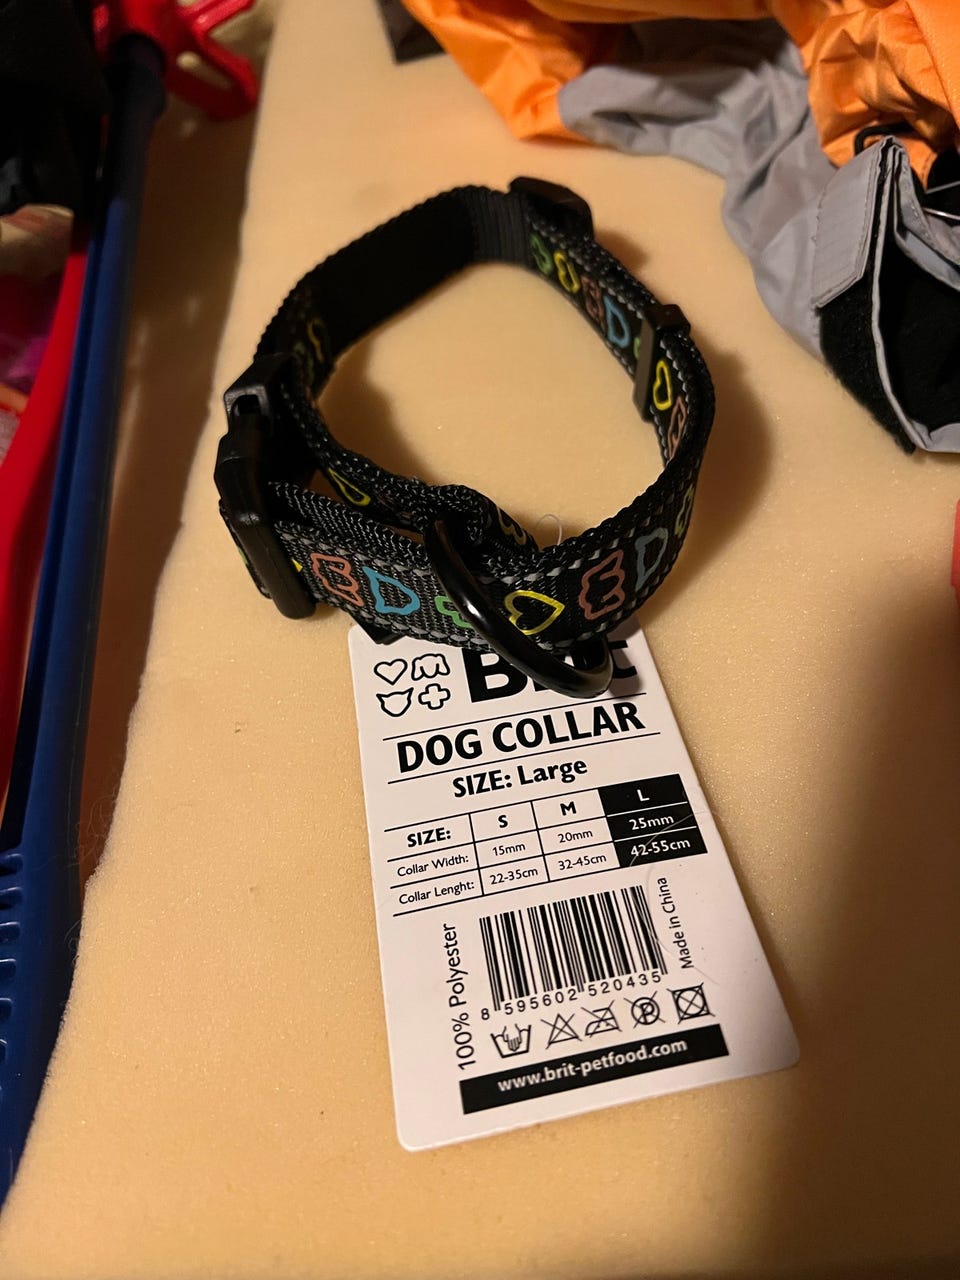 DOG COLLAR
SIZE: Large
SIZE: S M L
Collar Width: 15mm 20mm 25mm
Collar Lenght: 22-35cm 32-45cm 42-55cm
100% Polyester
Made in China
8 595602 520435
P
www.brit-petfood.com